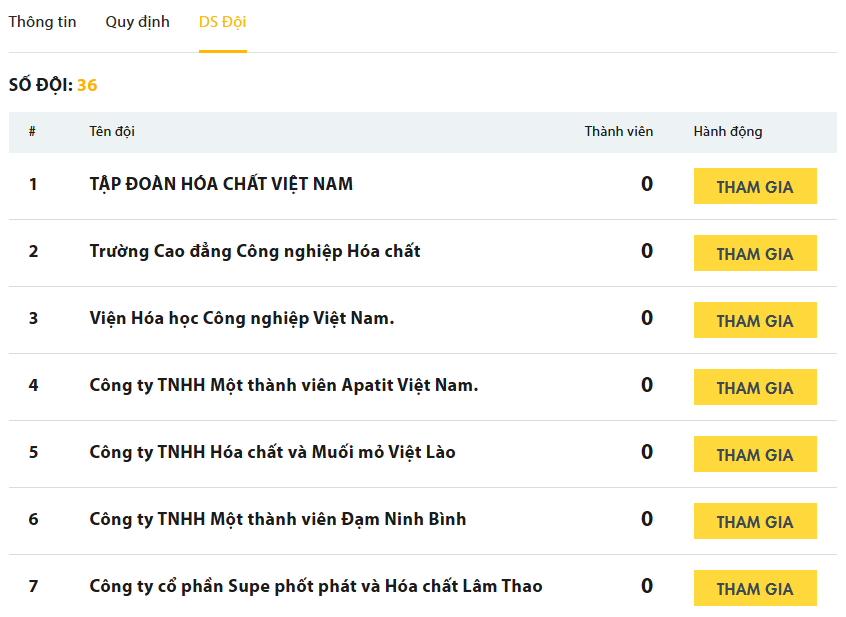 Thông tin Quy định DS Đội
SỐ ĐỘI: 36
# Tên đội Thành viên Hành động
1 TẬP ĐOÀN HÓA CHẤT VIỆT NAM 0 THAM GIA
2 Trường Cao đẳng Công nghiệp Hóa chất 0 THAM GIA
3 Viện Hóa học Công nghiệp Việt Nam. 0 THAM GIA
4 Công ty TNHH Một thành viên Apatit Việt Nam. 0 THAM GIA
5 Công ty TNHH Hóa chất và Muối mỏ Việt Lào 0 THAM GIA
6 Công ty TNHH Một thành viên Đạm Ninh Bình 0 THAM GIA
7 Công ty cổ phần Supe phốt phát và Hóa chất Lâm Thao 0 THAM GIA